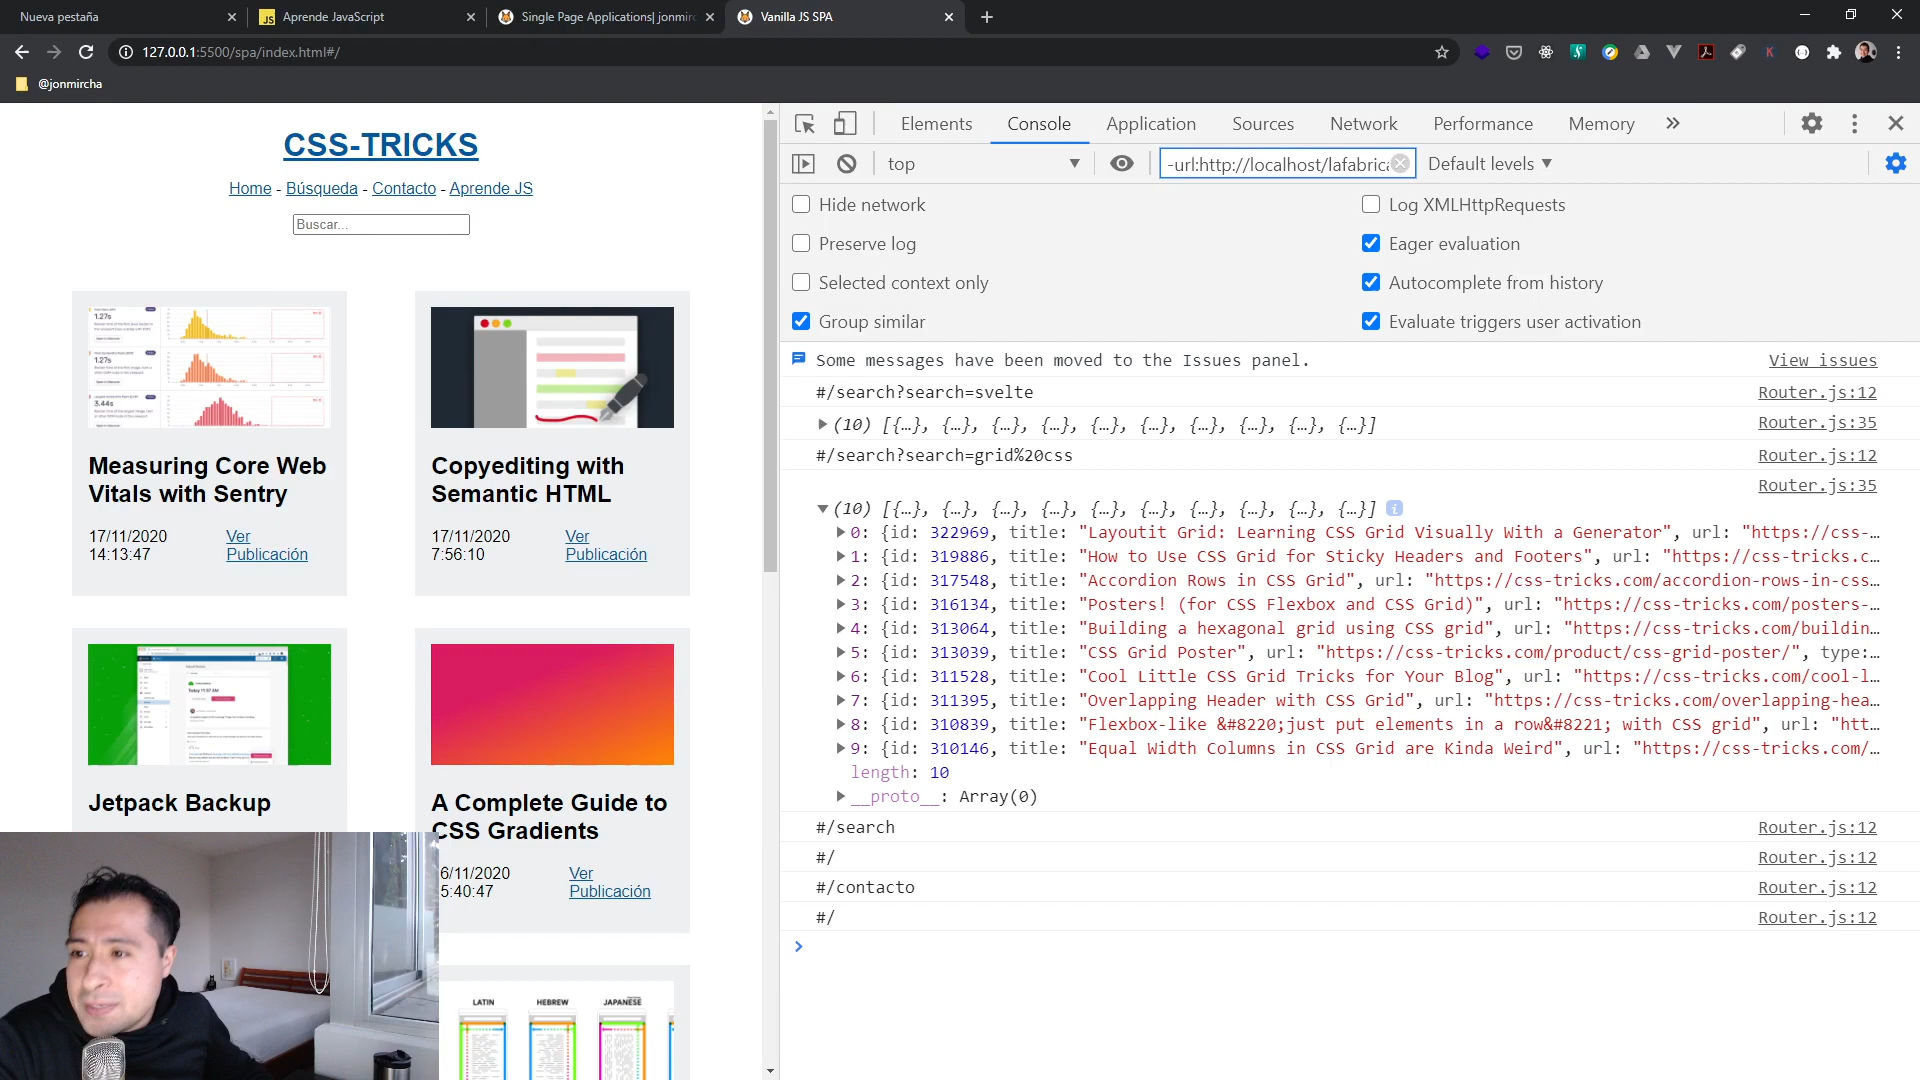 Nueva pestaña
JS Aprende JavaScript
Single Page Applications| jonmirc
Vanilla JS SPA
127.0.0.1:5500/spa/index.html#/
@jonmircha
CSS-TRICKS
Home - Búsqueda - Contacto - Aprende JS
Buscar...
1.27s
1.27s
3.44s
Measuring Core Web
Vitals with Sentry
17/11/2020
14:13:47
Ver
Publicación
Copyediting with
Semantic HTML
17/11/2020
7:56:10
Ver
Publicación
Jetpack Backup
A Complete Guide to
CSS Gradients
6/11/2020
5:40:47
Ver
Publicación
LATIN HEBREW JAPANESE
Elements Console Application Sources Network Performance Memory
top
-url:http://localhost/lafabrica
Default levels
Hide network
Log XMLHttpRequests
Preserve log
Eager evaluation
Selected context only
Autocomplete from history
Group similar
Evaluate triggers user activation
Some messages have been moved to the Issues panel. View issues
#/search?search=svelte Router.js:12
(10) [{…}, {…}, {…}, {…}, {…}, {…}, {…}, {…}, {…}, {…}] Router.js:35
#/search?search=grid%20css Router.js:12
Router.js:35
(10) [{…}, {…}, {…}, {…}, {…}, {…}, {…}, {…}, {…}, {…}] i
0: {id: 322969, title: "Layoutit Grid: Learning CSS Grid Visually With a Generator", url: "https://css-…
1: {id: 319886, title: "How to Use CSS Grid for Sticky Headers and Footers", url: "https://css-tricks.c…
2: {id: 317548, title: "Accordion Rows in CSS Grid", url: "https://css-tricks.com/accordion-rows-in-css…
3: {id: 316134, title: "Posters! (for CSS Flexbox and CSS Grid)", url: "https://css-tricks.com/posters-…
4: {id: 313064, title: "Building a hexagonal grid using CSS grid", url: "https://css-tricks.com/buildin…
5: {id: 313039, title: "CSS Grid Poster", url: "https://css-tricks.com/product/css-grid-poster/", type:…
6: {id: 311528, title: "Cool Little CSS Grid Tricks for Your Blog", url: "https://css-tricks.com/cool-l…
7: {id: 311395, title: "Overlapping Header with CSS Grid", url: "https://css-tricks.com/overlapping-hea…
8: {id: 310839, title: "Flexbox-like &#8220;just put elements in a row&#8221; with CSS grid", url: "htt…
9: {id: 310146, title: "Equal Width Columns in CSS Grid are Kinda Weird", url: "https://css-tricks.com/…
length: 10
__proto__: Array(0)
#/search Router.js:12
#/ Router.js:12
#/contacto Router.js:12
#/ Router.js:12